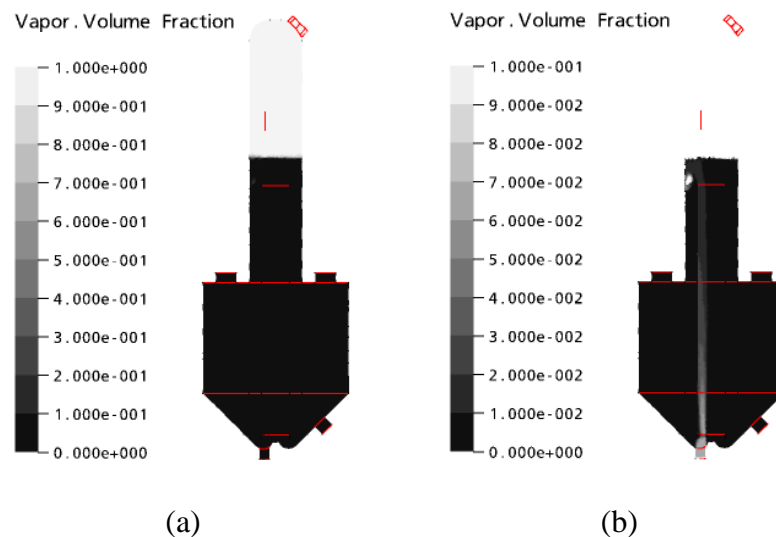 Vapor.Volume Fraction
1.000e+000
9.000e-001
8.000e-001
7.000e-001
6.000e-001
5.000e-001
4.000e-001
3.000e-001
2.000e-001
1.000e-001
0.000e+000
(a)
Vapor.Volume Fraction
1.000e-001
9.000e-002
8.000e-002
7.000e-002
6.000e-002
5.000e-002
4.000e-002
3.000e-002
2.000e-002
1.000e-002
0.000e+000
(b)